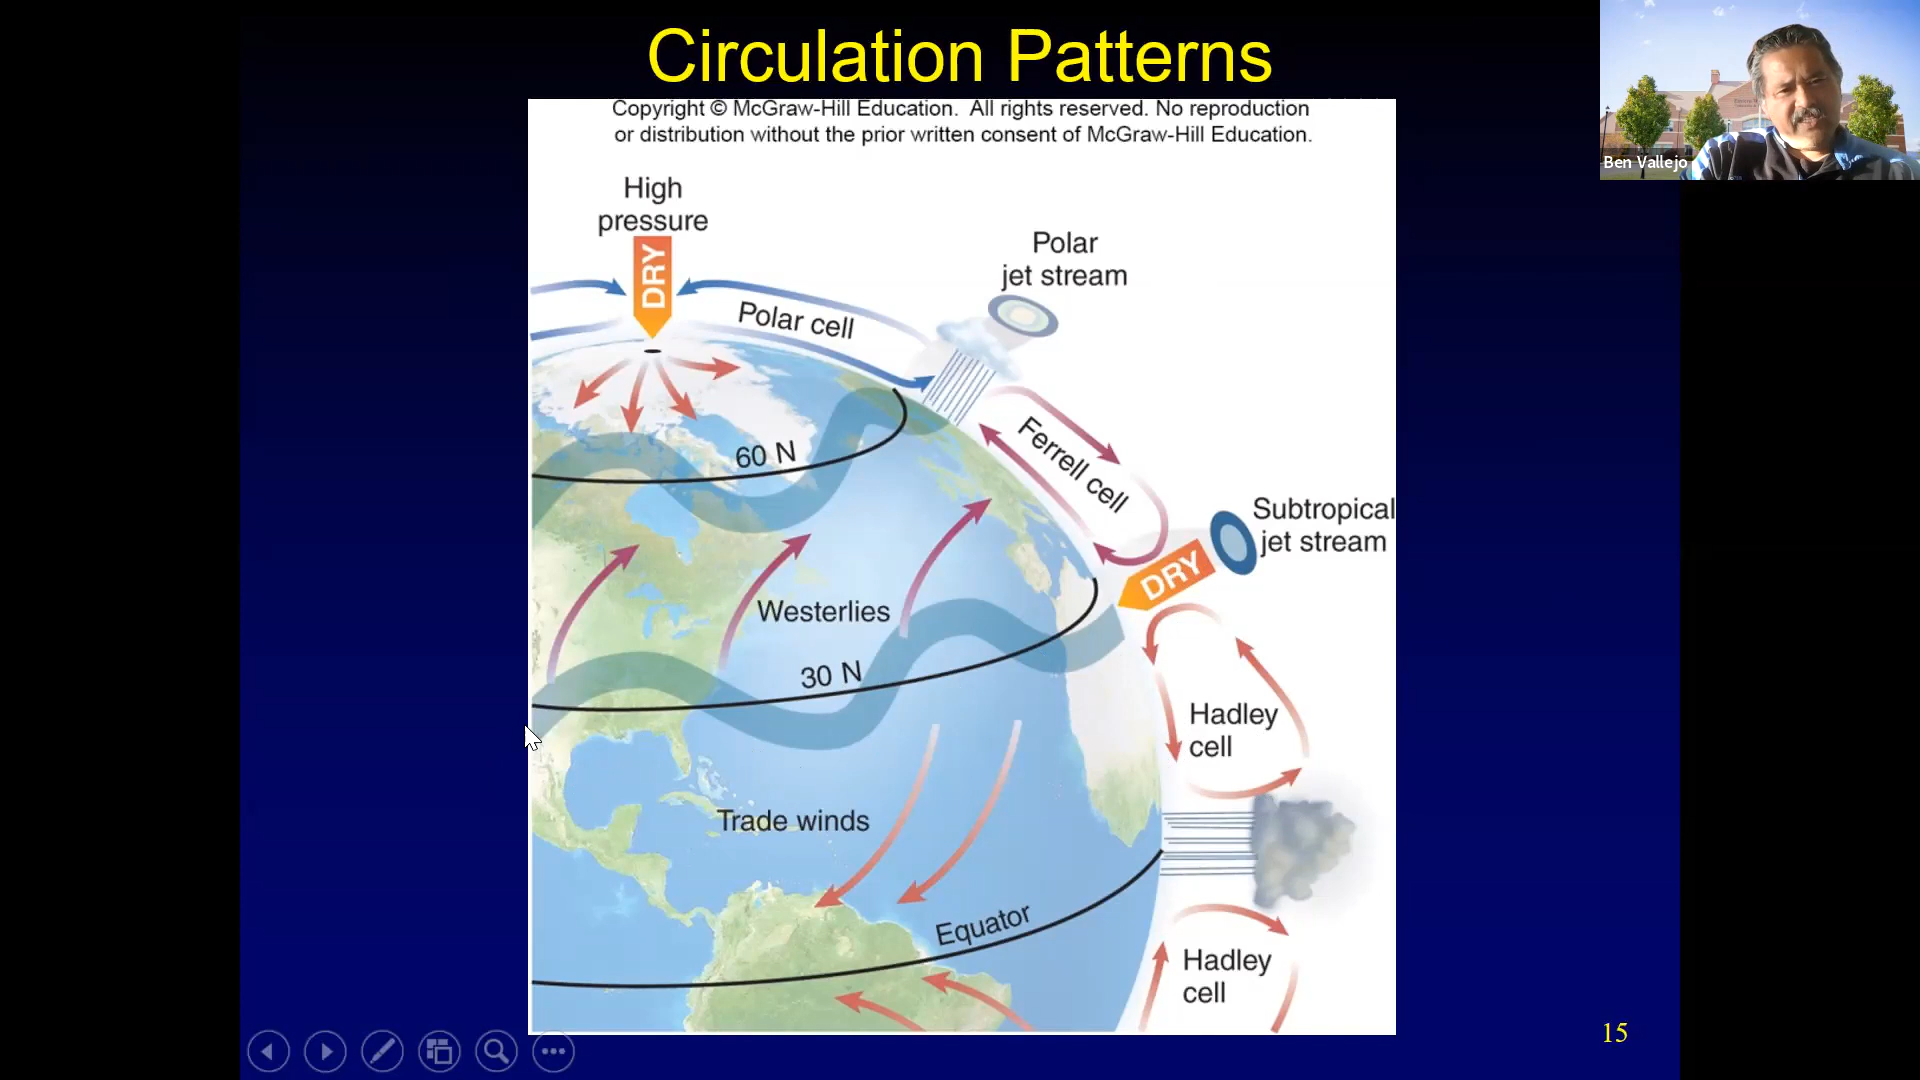 Circulation Patterns
Copyright © McGraw-Hill Education. All rights reserved. No reproduction
or distribution without the prior written consent of McGraw-Hill Education.
Ben Vallejo
High
pressure
DRY
Polar
jet stream
Polar cell
60 N
Ferrell cell
Subtropical
jet stream
DRY
Westerlies
30 N
Hadley
cell
Trade winds
Equator
Hadley
cell
15